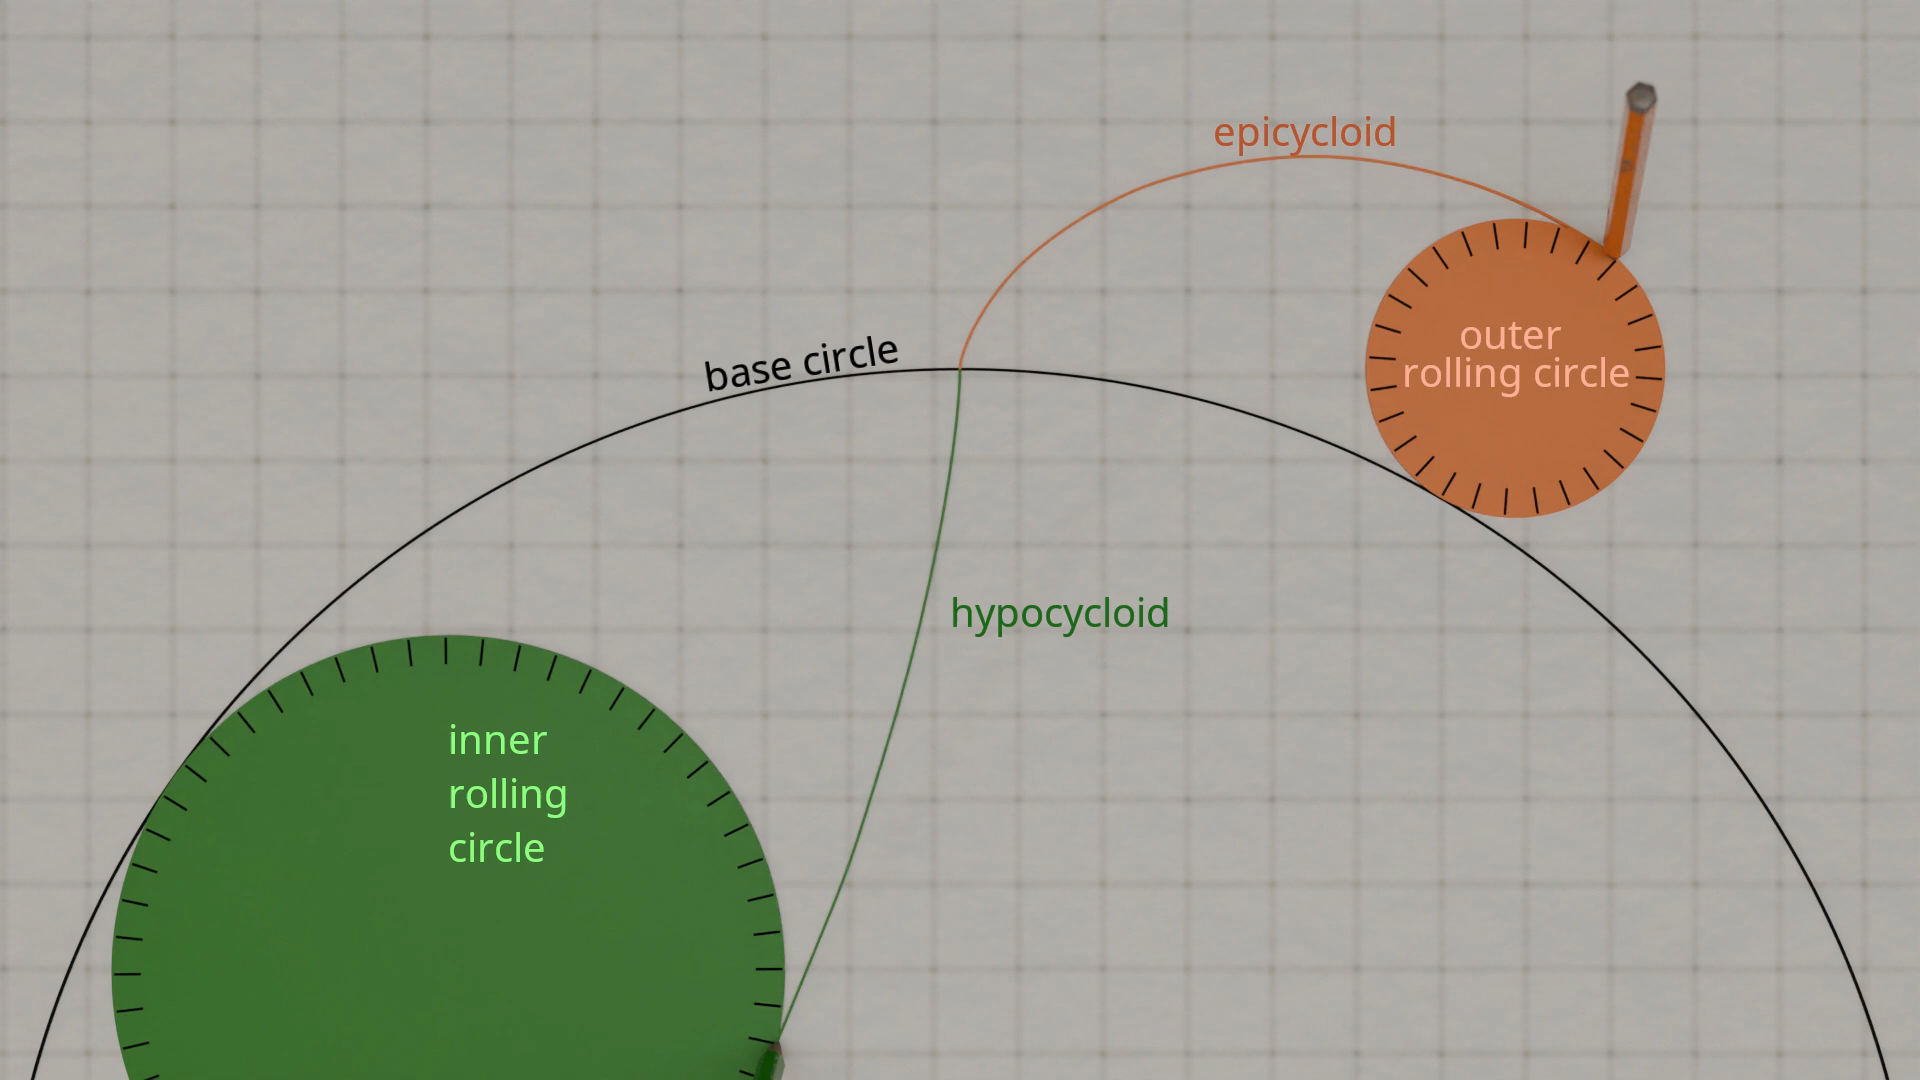 epicycloid
outer
rolling circle
base circle
hypocycloid
inner
rolling
circle